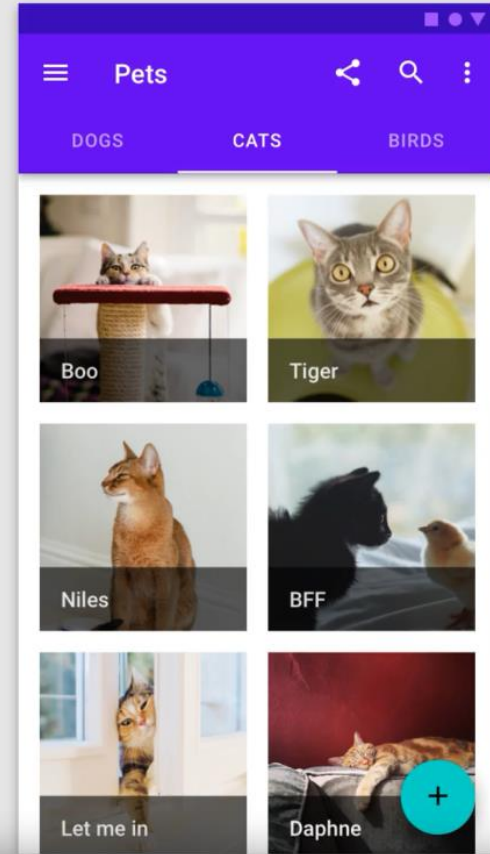 Pets
DOGS CATS BIRDS
Boo Tiger
Niles BFF
Let me in Daphne